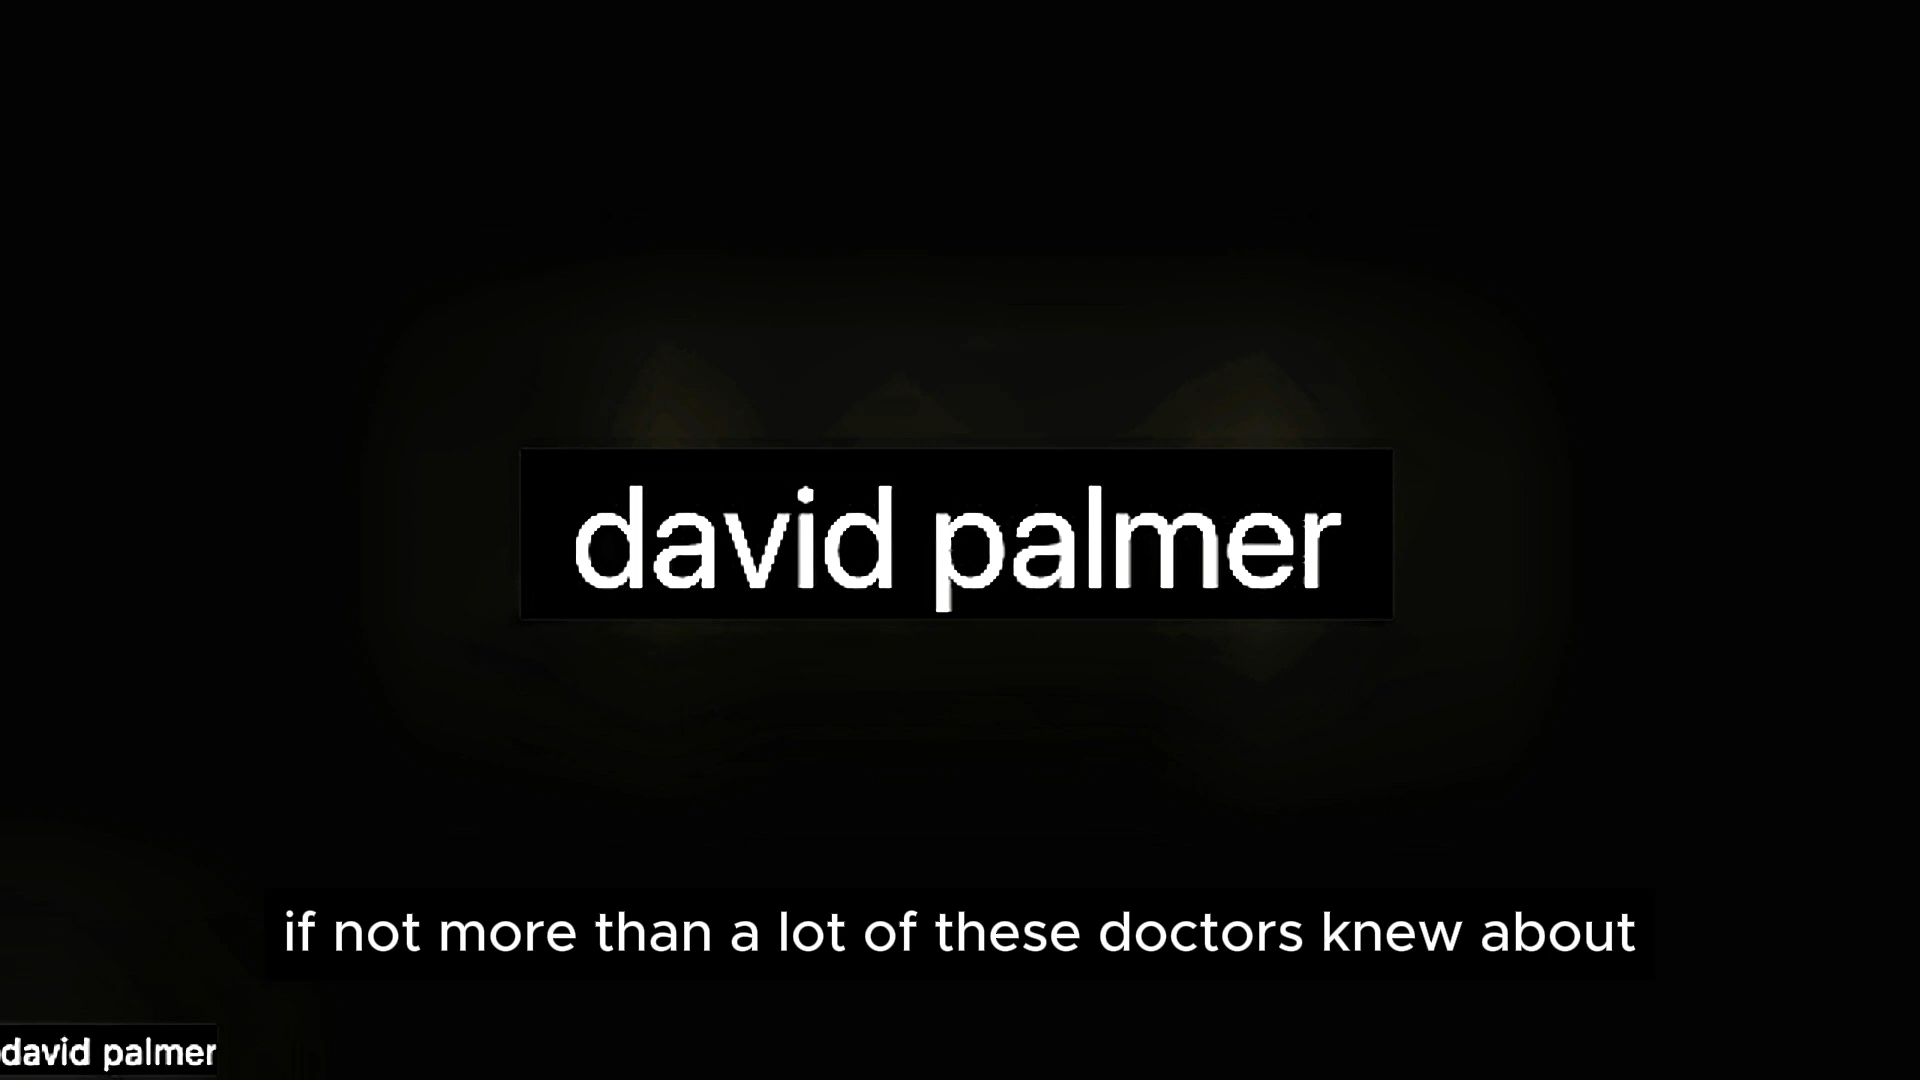 david palmer
if not more than a lot of these doctors knew about
david palmer